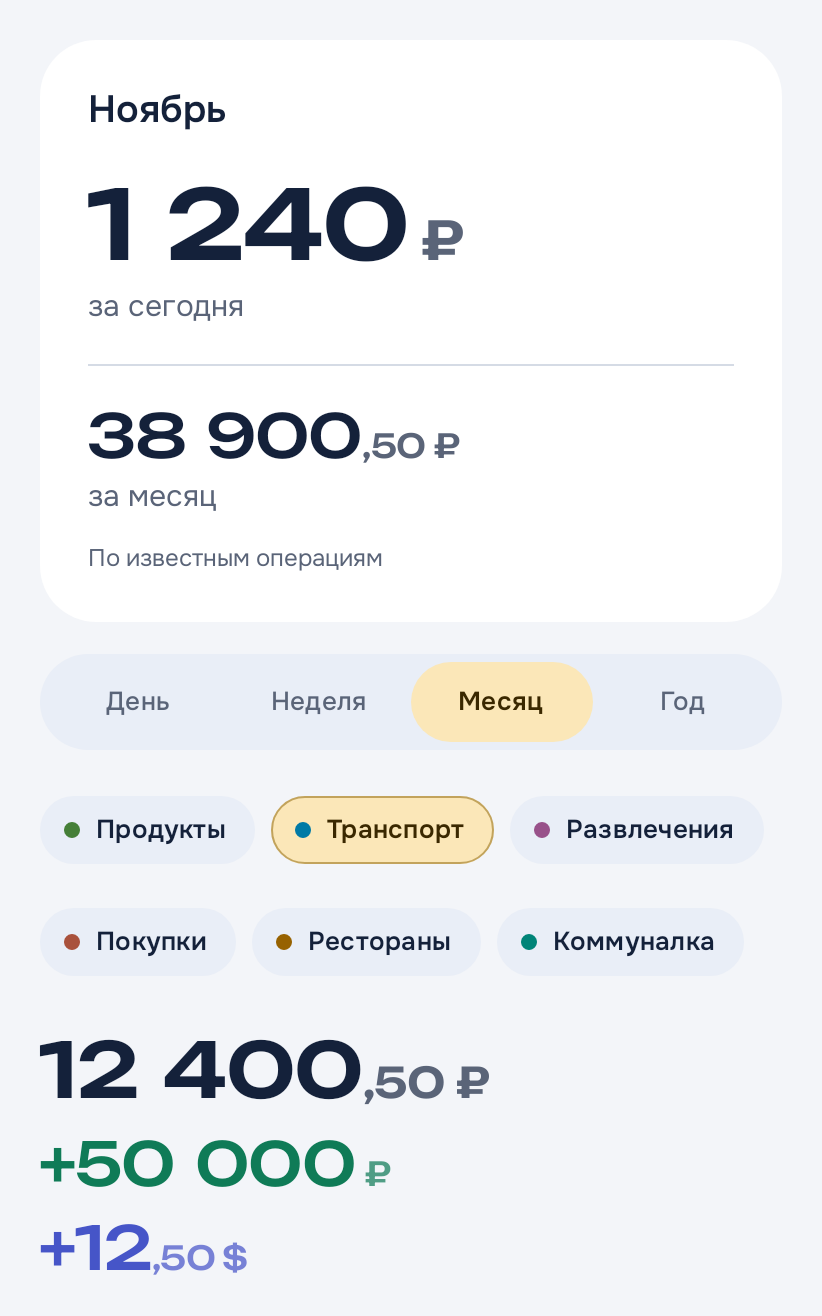 Ноябрь
1 240 ₽
за сегодня
38 900,50 ₽
за месяц
По известным операциям
День Неделя Месяц Год
Продукты Транспорт Развлечения
Покупки Рестораны Коммуналка
12 400,50 ₽
+50 000 ₽
+12,50 $